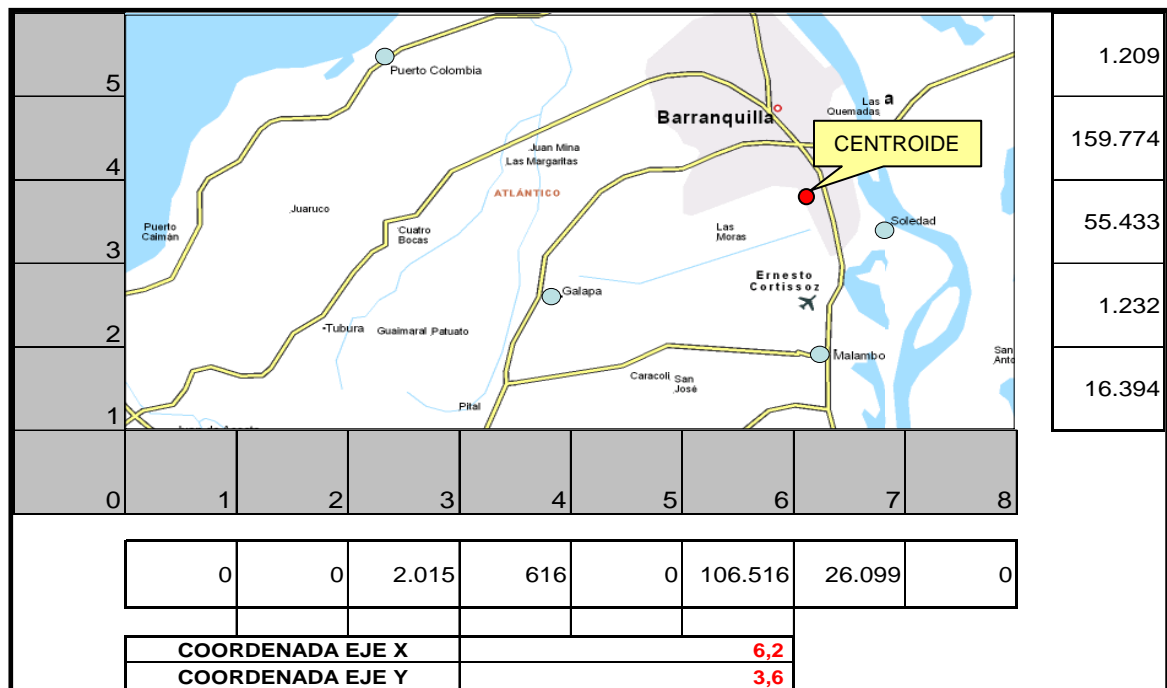 5
4
3
2
1
Puerto Colombia
Barranquilla
Las
Quemadas
a
CENTROIDE
Juan Mina
Las Margaritas
ATLÁNTICO
Juaruco
Puerto
Caimán
Cuatro
Bocas
Las
Moras
Soledad
Ernesto
Cortissoz
Galapa
Tubura
Guaimaral Patuato
Malambo
San
Anto
Caracoli
San
José
Pital
1.209
159.774
55.433
1.232
16.394
0 1 2 3 4 5 6 7 8
0 0 2.015 616 0 106.516 26.099 0
COORDENADA EJE X 6,2
COORDENADA EJE Y 3,6